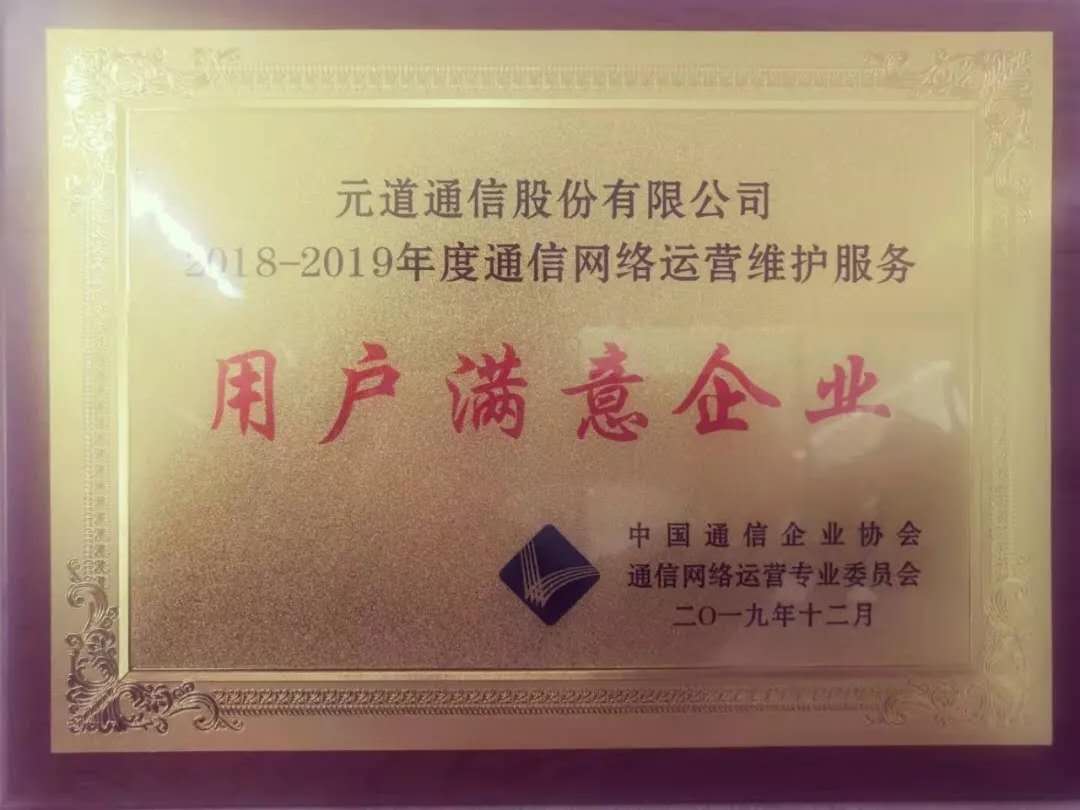 元道通信股份有限公司
2018-2019年度通信网络运营维护服务
用户满意企业
中国通信企业协会
通信网络运营专业委员会
二〇一九年十二月